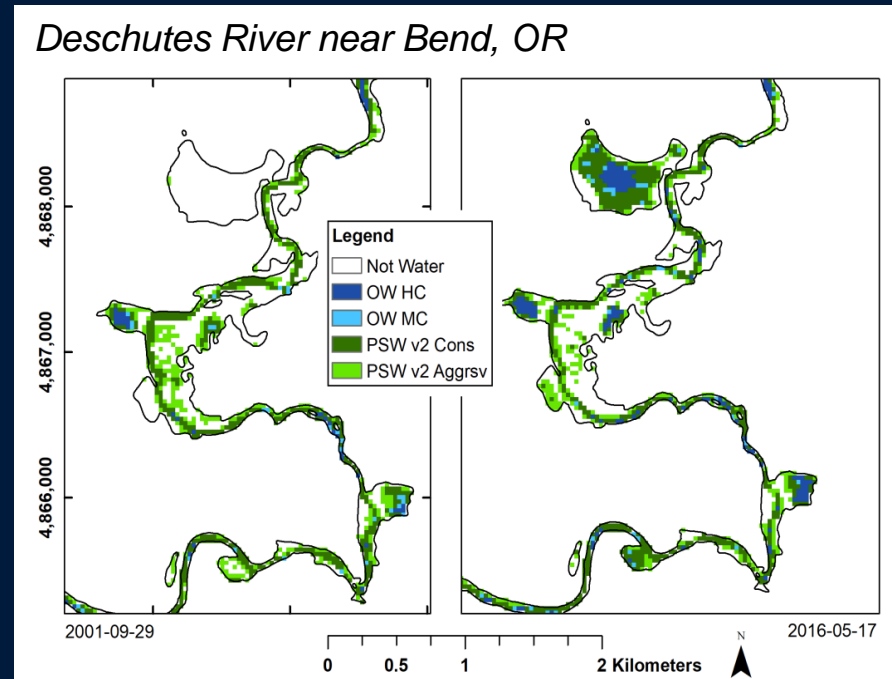 Deschutes River near Bend, OR
4,868,000
4,867,000
4,866,000
Legend
Not Water
OW HC
OW MC
PSW v2 Cons
PSW v2 Aggrsv
2001-09-29
2016-05-17
0 0.5 1 2 Kilometers
N